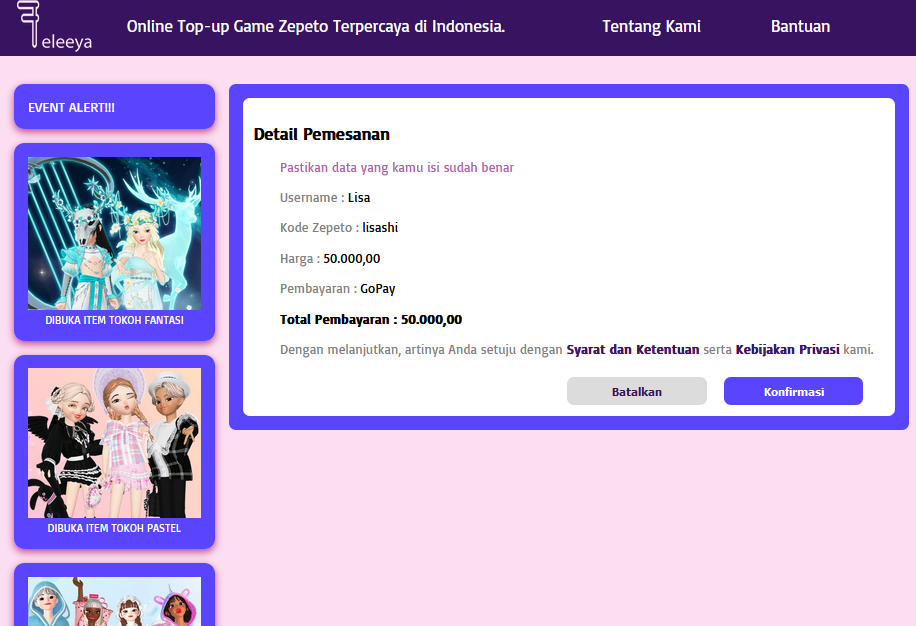 eleeya
Online Top-up Game Zepeto Terpercaya di Indonesia.
Tentang Kami
Bantuan
EVENT ALERT!!!
DIBUKA ITEM TOKOH FANTASI
DIBUKA ITEM TOKOH PASTEL
Detail Pemesanan
Pastikan data yang kamu isi sudah benar
Username : Lisa
Kode Zepeto : lisashi
Harga : 50.000,00
Pembayaran : GoPay
Total Pembayaran : 50.000,00
Dengan melanjutkan, artinya Anda setuju dengan Syarat dan Ketentuan serta Kebijakan Privasi kami.
Batalkan
Konfirmasi